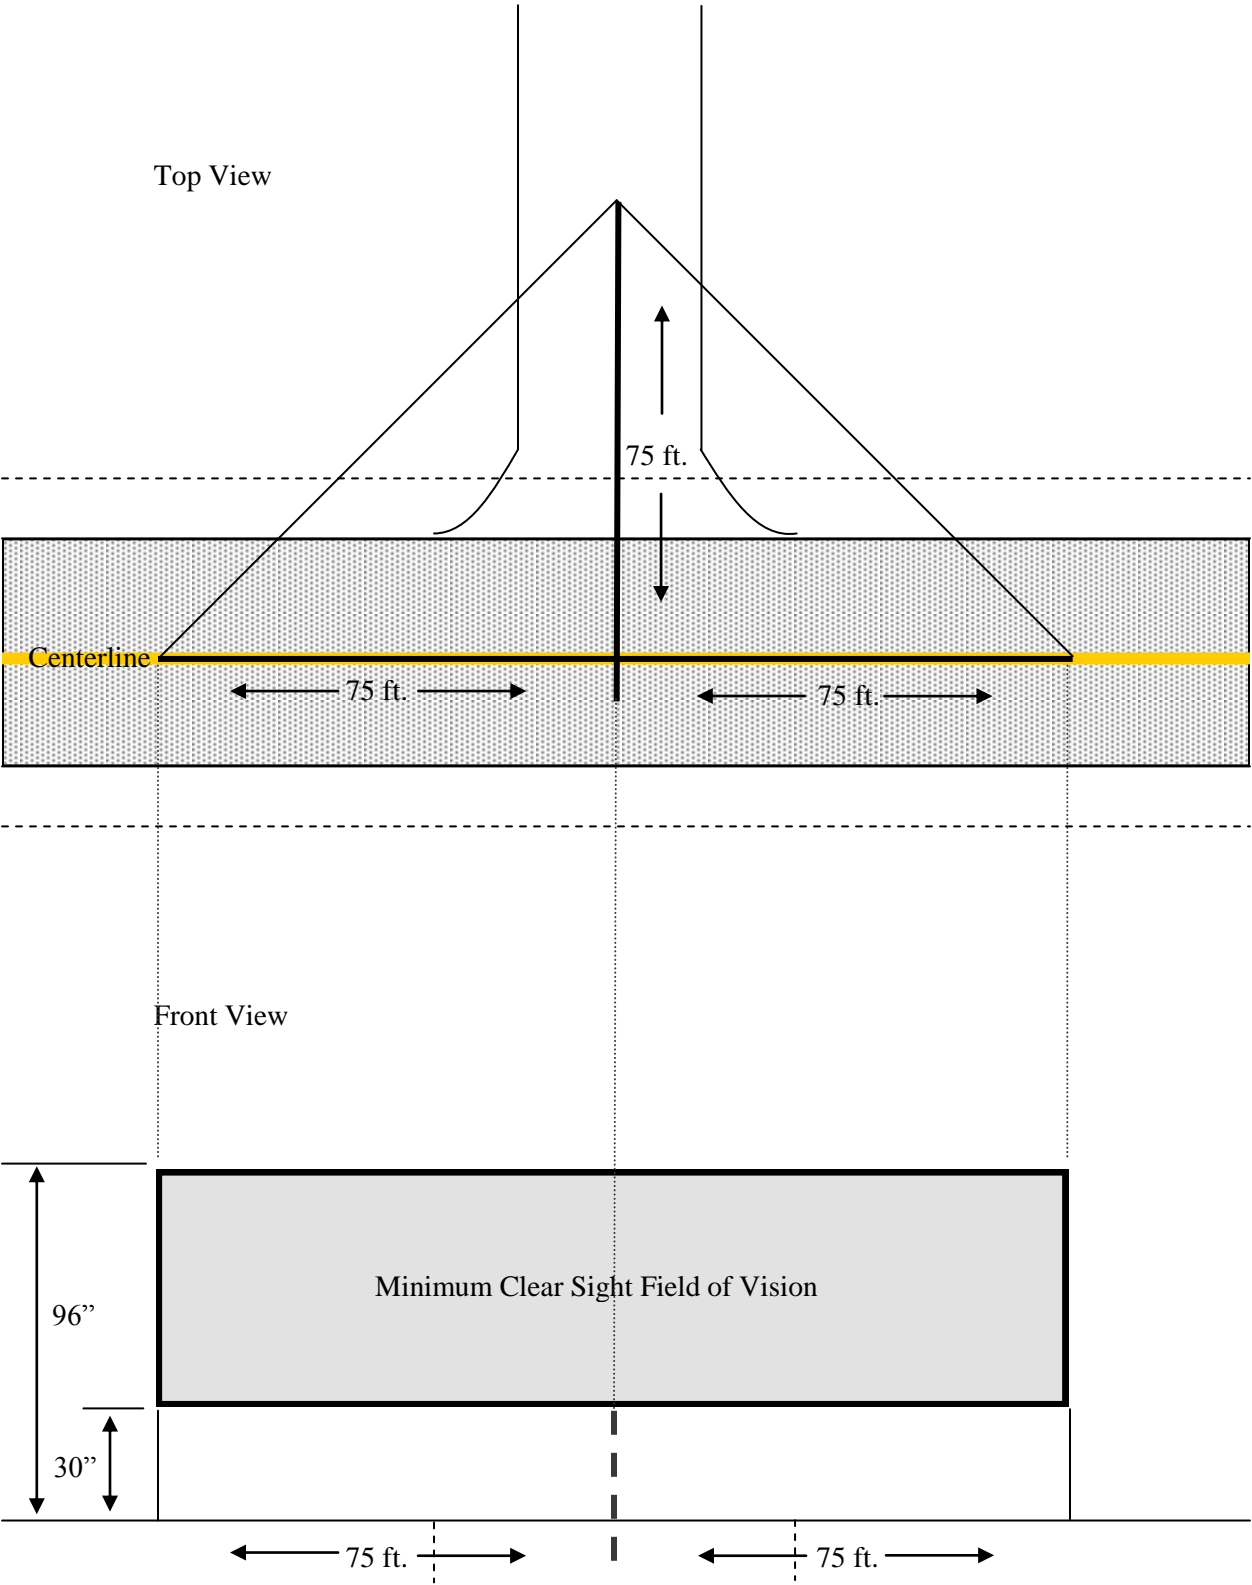 Top View
75 ft.
Centerline
75 ft.
75 ft.
Front View
Minimum Clear Sight Field of Vision
96”
30”
75 ft.
75 ft.